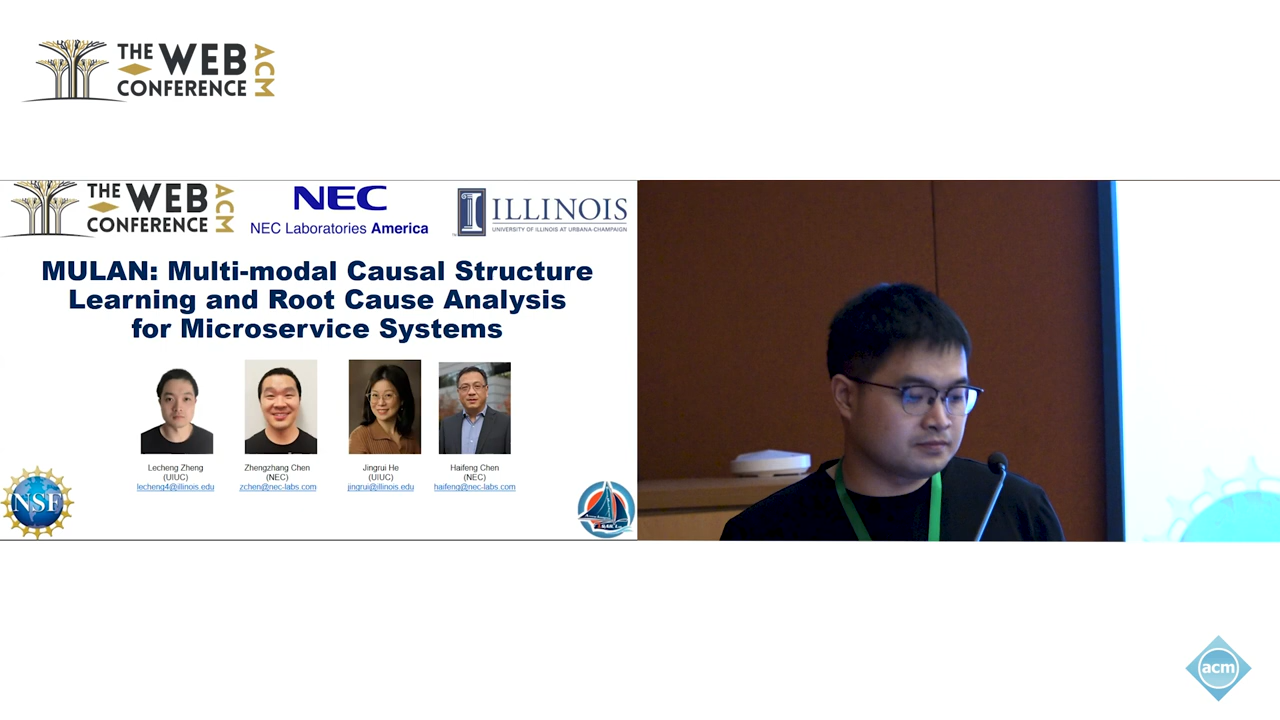 THE WEB
CONFERENCE
ACM
THE WEB
CONFERENCE
ACM
NEC
NEC Laboratories America
ILLINOIS
UNIVERSITY OF ILLINOIS AT URBANA-CHAMPAIGN
MULAN: Multi-modal Causal Structure
Learning and Root Cause Analysis
for Microservice Systems
Lecheng Zheng
(UIUC)
lecheng4@illinois.edu
Zhengzhang Chen
(NEC)
zchen@nec-labs.com
Jingrui He
(UIUC)
jingrui@illinois.edu
Haifeng Chen
(NEC)
haifeng@nec-labs.com
NSF
acm